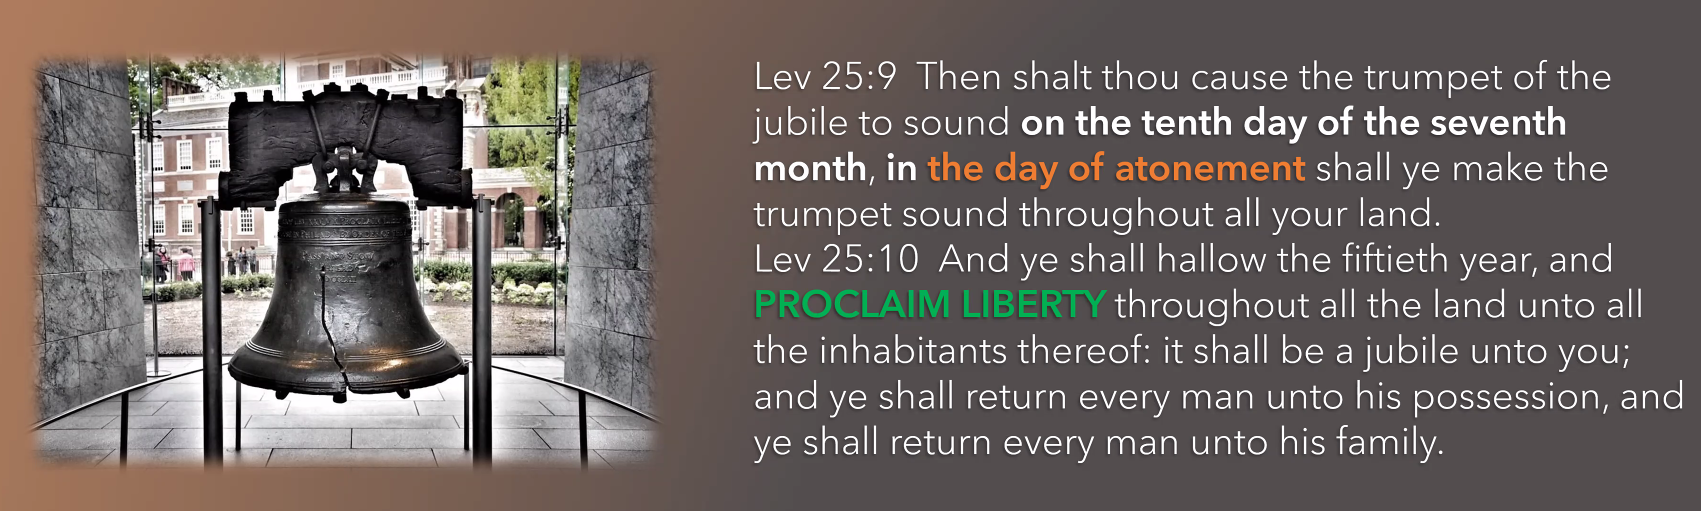 Lev 25:9  Then shalt thou cause the trumpet of the
jubile to sound on the tenth day of the seventh
month, in the day of atonement shall ye make the
trumpet sound throughout all your land.
Lev 25:10  And ye shall hallow the fiftieth year, and
PROCLAIM LIBERTY throughout all the land unto all
the inhabitants thereof: it shall be a jubile unto you;
and ye shall return every man unto his possession, and
ye shall return every man unto his family.